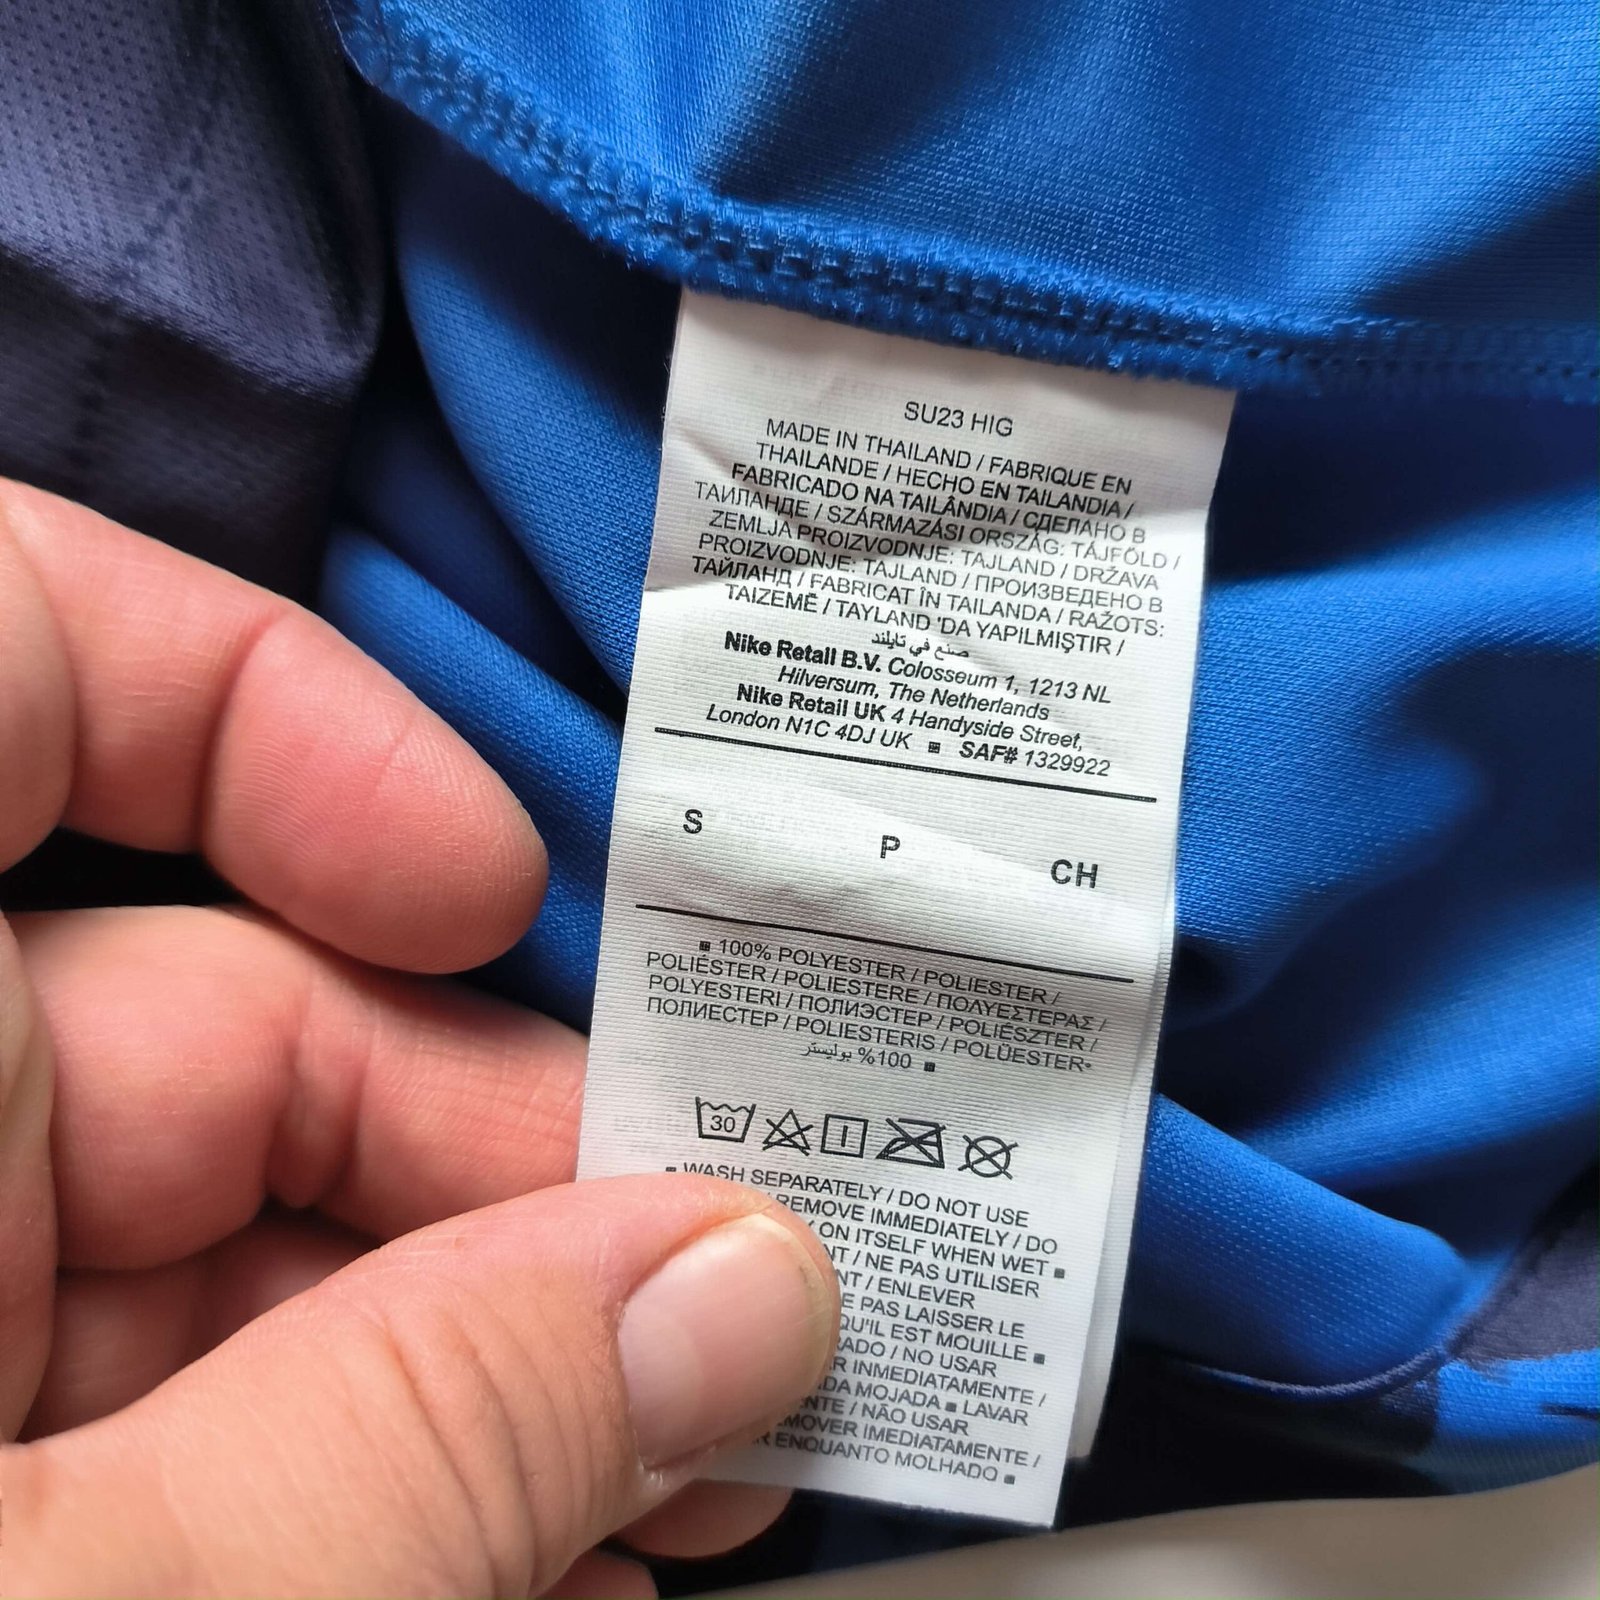 SU23 HIG
MADE IN THAILAND / FABRIQUE EN
THAILANDE / HECHO EN TAILANDIA /
FABRICADO NA TAILÂNDIA / СДЕЛАНО В
ТАИЛАНДЕ / SZÁRMAZÁSI ORSZÁG: TÁJFÖLD /
ZEMLJA PROIZVODNJE: TAJLAND / DRŽAVA
PROIZVODNJE: TAJLAND / ПРОИЗВЕДЕНО В
ТАЙЛАНД / FABRICAT ÎN TAILANDA / RAŽOTS:
TAIZEMĒ / TAYLAND 'DA YAPILMIŞTIR /
صنع في تايلند
Nike Retail B.V. Colosseum 1, 1213 NL
Hilversum, The Netherlands
Nike Retail UK 4 Handyside Street,
London N1C 4DJ UK ▪ SAF# 1329922
S P CH
▪ 100% POLYESTER / POLIESTER /
POLIÉSTER / POLIESTERE / ΠΟΛΥΕΣΤΕΡΑΣ /
POLYESTERI / ПОЛИЭСТЕР / POLIÉSZTER /
ПОЛИЕСТЕР / POLIESTERIS / POLÜESTER•
100% بوليستر ▪
30
▪ WASH SEPARATELY / DO NOT USE
REMOVE IMMEDIATELY / DO
ON ITSELF WHEN WET ▪
/ NE PAS UTILISER
/ ENLEVER
PAS LAISSER LE
QU'IL EST MOUILLE ▪
/ NO USAR
INMEDIATAMENTE /
MOJADA ▪ LAVAR
/ NÃO USAR
IMEDIATAMENTE /
ENQUANTO MOLHADO ▪